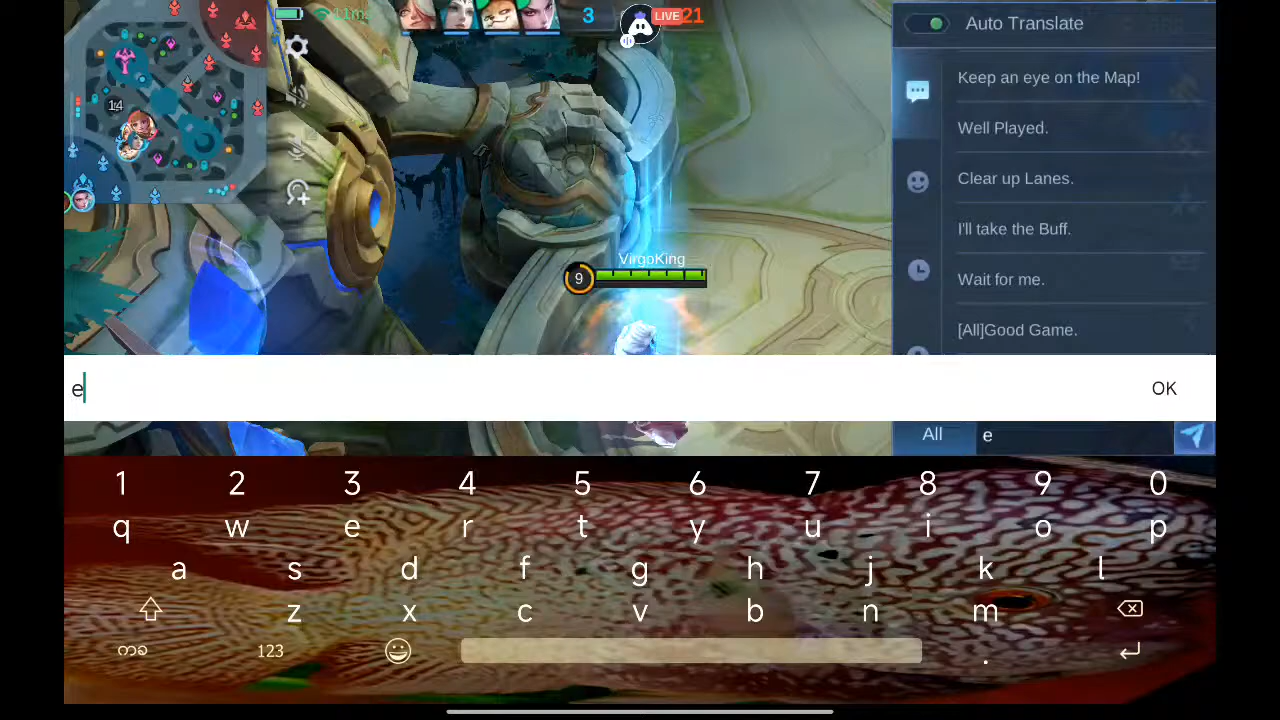 11ms
3
LIVE
21
Auto Translate
Keep an eye on the Map!
Well Played.
Clear up Lanes.
I'll take the Buff.
Wait for me.
[All]Good Game.
14
VirgoKing
9
e
OK
All
e
1 2 3 4 5 6 7 8 9 0
q w e r t y u i o p
a s d f g h j k l
z x c v b n m
ကခ 123 .